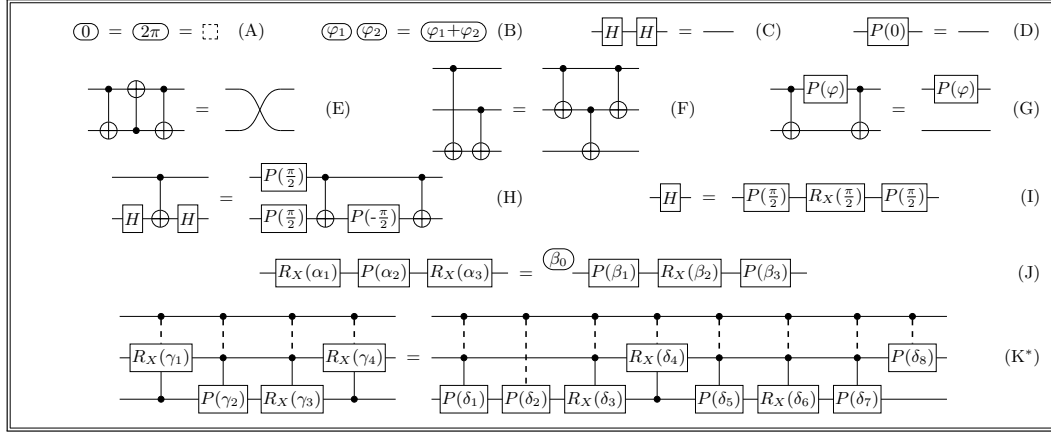 0 = 2π = (A) φ₁ φ₂ = φ₁+φ₂ (B) H H = (C) P(0) = (D)
= (E) = (F) P(φ) = P(φ) (G)
H H = P(π/2) P(π/2) P(-π/2) (H) H = P(π/2) R_X(π/2) P(π/2) (I)
R_X(α₁) P(α₂) R_X(α₃) = β₀ P(β₁) R_X(β₂) P(β₃) (J)
R_X(γ₁) R_X(γ₄) = R_X(δ₄) P(δ₈) (K*)
P(γ₂) R_X(γ₃) P(δ₁) P(δ₂) R_X(δ₃) P(δ₅) R_X(δ₆) P(δ₇)